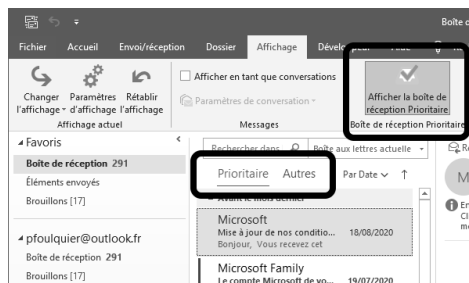 Boîte d
Fichier Accueil Envoi/réception Dossier Affichage
Changer l'affichage Paramètres d'affichage Rétablir l'affichage
Afficher en tant que conversations
Paramètres de conversation
Afficher la boîte de réception Prioritaire
Affichage actuel Messages Boîte de réception Prioritaire
Favoris
Rechercher dans Boîte aux lettres actuelle
Boîte de réception 291
Prioritaire Autres Par Date
Éléments envoyés
Brouillons [17]
Avant le mois dernier
Microsoft
Mise à jour de nos conditio... 18/08/2020
Bonjour, Vous recevez cet
pfoulquier@outlook.fr
Boîte de réception 291
Microsoft Family
Brouillons [17]
Le compte Microsoft de vo... 19/07/2020